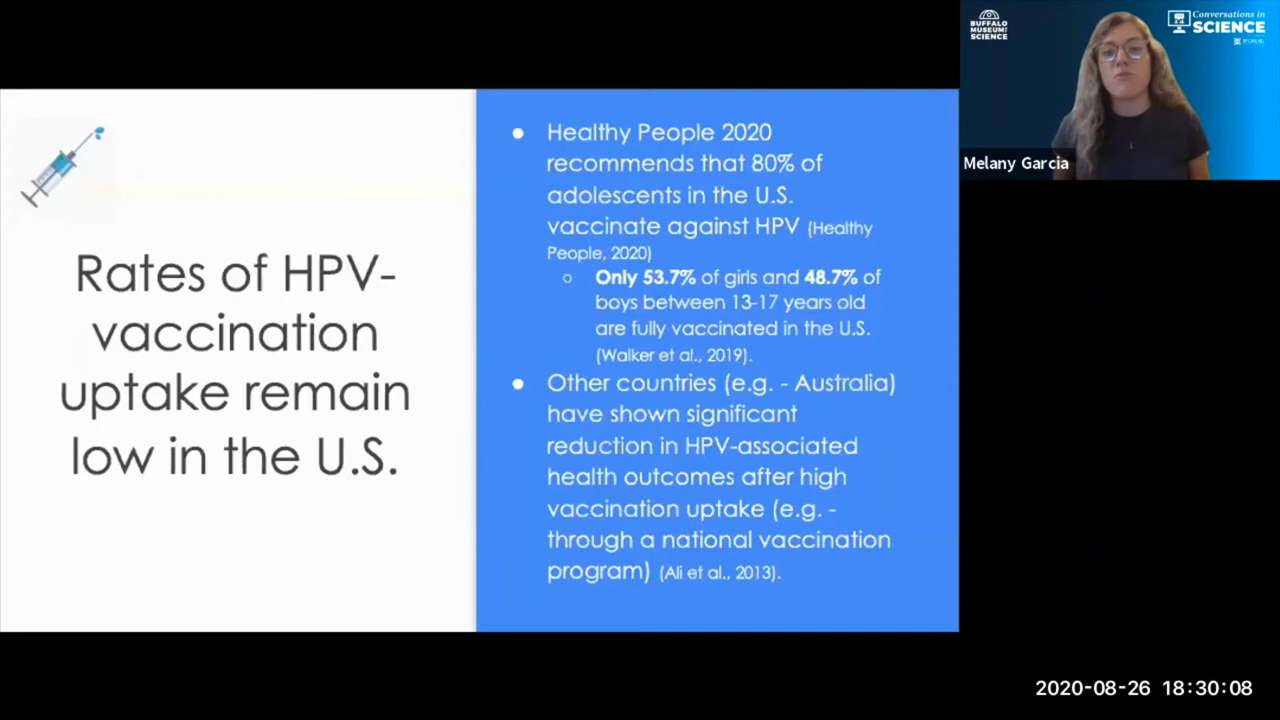 Rates of HPV-
vaccination
uptake remain
low in the U.S.
● Healthy People 2020
recommends that 80% of
adolescents in the U.S.
vaccinate against HPV (Healthy
People, 2020)
○ Only 53.7% of girls and 48.7% of
boys between 13-17 years old
are fully vaccinated in the U.S.
(Walker et al., 2019).
● Other countries (e.g. - Australia)
have shown significant
reduction in HPV-associated
health outcomes after high
vaccination uptake (e.g. -
through a national vaccination
program) (Ali et al., 2013).
BUFFALO
MUSEUM OF
SCIENCE
Conversations in
SCIENCE
Melany Garcia
2020-08-26 18:30:08